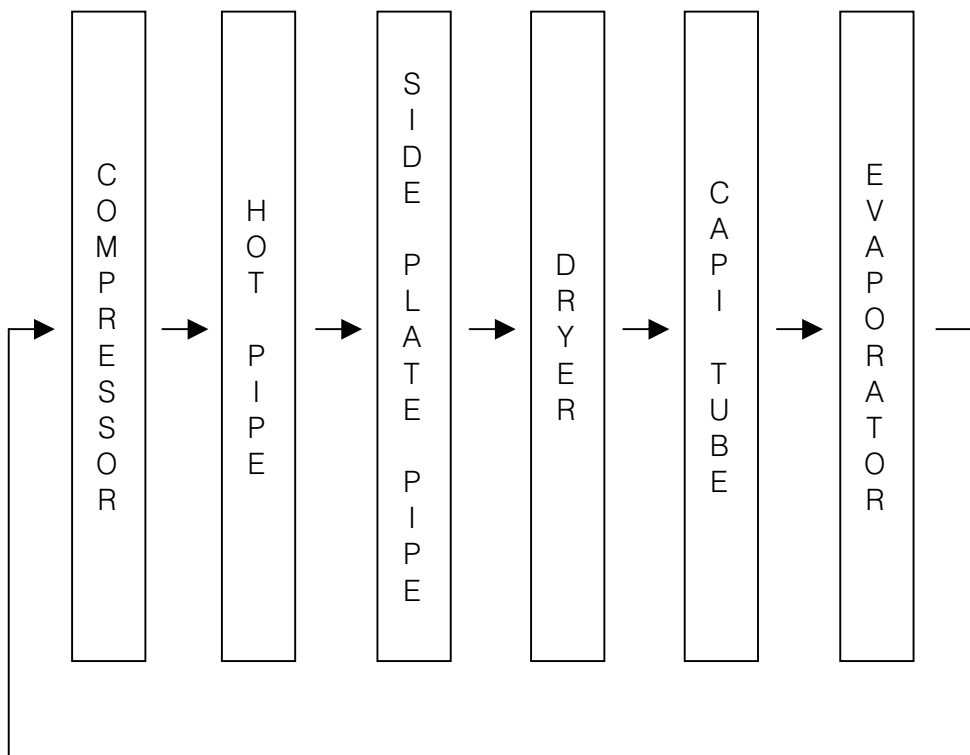 COMPRESSOR
HOT PIPE
SIDE PLATE PIPE
DRYER
CAPI TUBE
EVAPORATOR